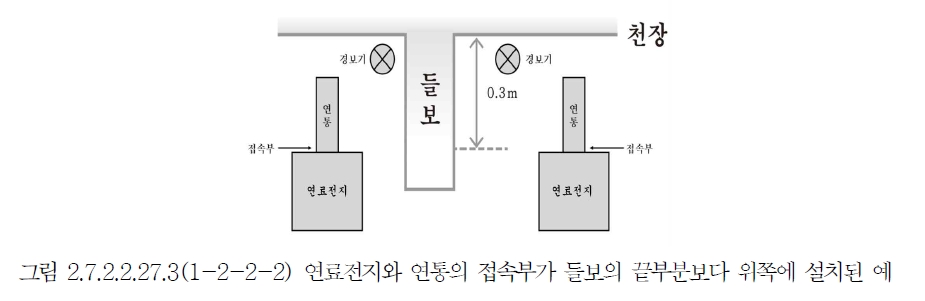 천장
경보기
경보기
들보
0.3m
연통
연통
접속부
접속부
연료전지
연료전지
그림 2.7.2.2.27.3(1-2-2-2) 연료전지와 연통의 접속부가 들보의 끝부분보다 위쪽에 설치된 예